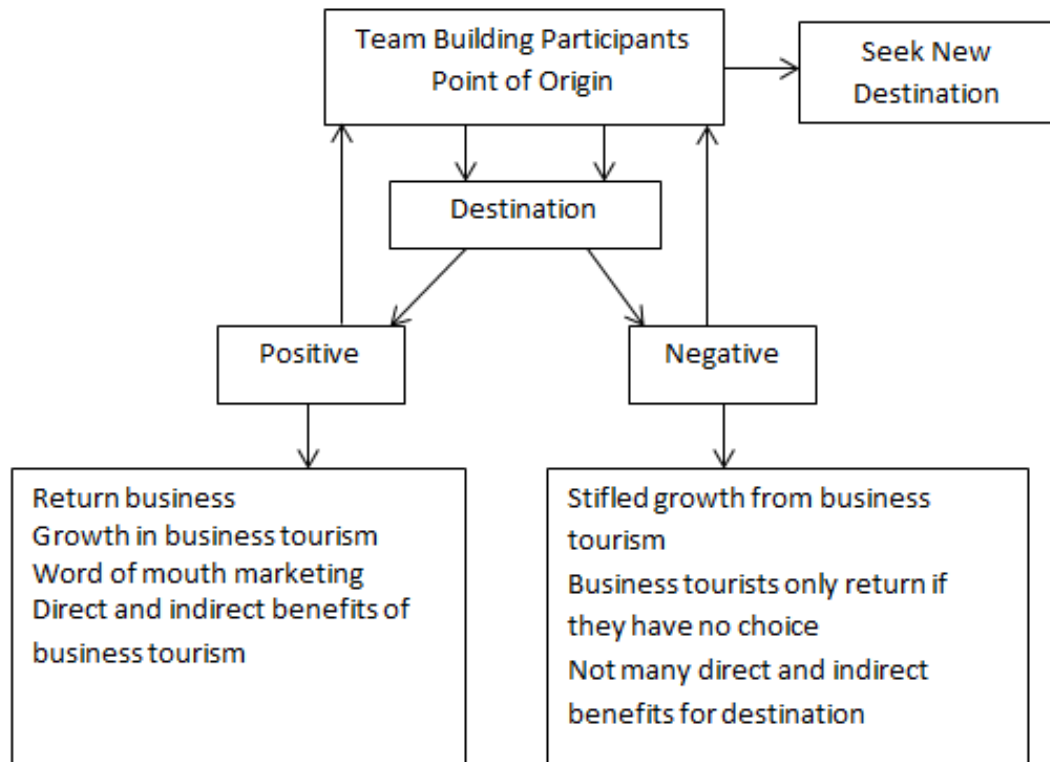 Team Building Participants
Point of Origin
Seek New
Destination
Destination
Positive
Negative
Return business
Growth in business tourism
Word of mouth marketing
Direct and indirect benefits of
business tourism
Stifled growth from business
tourism
Business tourists only return if
they have no choice
Not many direct and indirect
benefits for destination